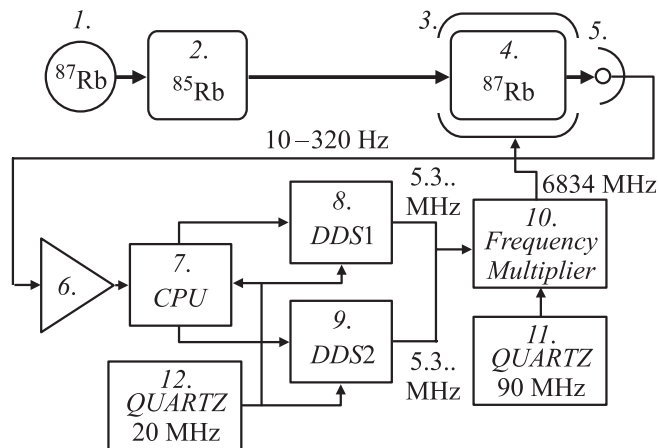 1.
⁸⁷Rb
2.
⁸⁵Rb
3.
4.
⁸⁷Rb
5.
10–320 Hz
6834 MHz
5.3..
MHz
6.
7.
CPU
8.
DDS1
9.
DDS2
5.3..
MHz
10.
Frequency
Multiplier
11.
QUARTZ
90 MHz
12.
QUARTZ
20 MHz